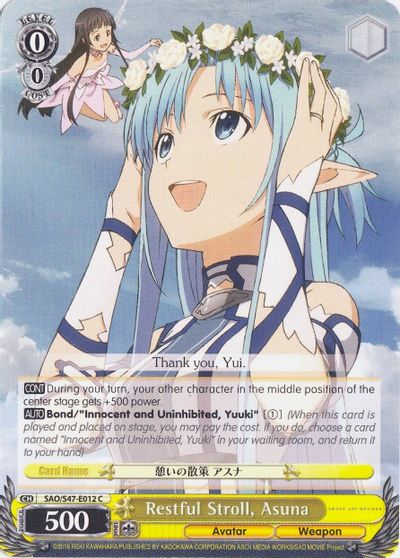 LEVEL
0
0
COST
Thank you, Yui.
CONT During your turn, your other character in the middle position of the
center stage gets +500 power.
AUTO Bond/"Innocent and Uninhibited, Yuuki" [①] (When this card is
played and placed on stage, you may pay the cost. If you do, choose a card
named "Innocent and Uninhibited, Yuuki" in your waiting room, and return it
to your hand)
Card Name
憩いの散策 アスナ
CH SAO/S47-E012 C
POWER
500
Restful Stroll, Asuna
Avatar
Weapon
©2016 REKI KAWAHARA/PUBLISHED BY KADOKAWA CORPORATION ASCII MEDIA WORKS/SAO MOVIE Project